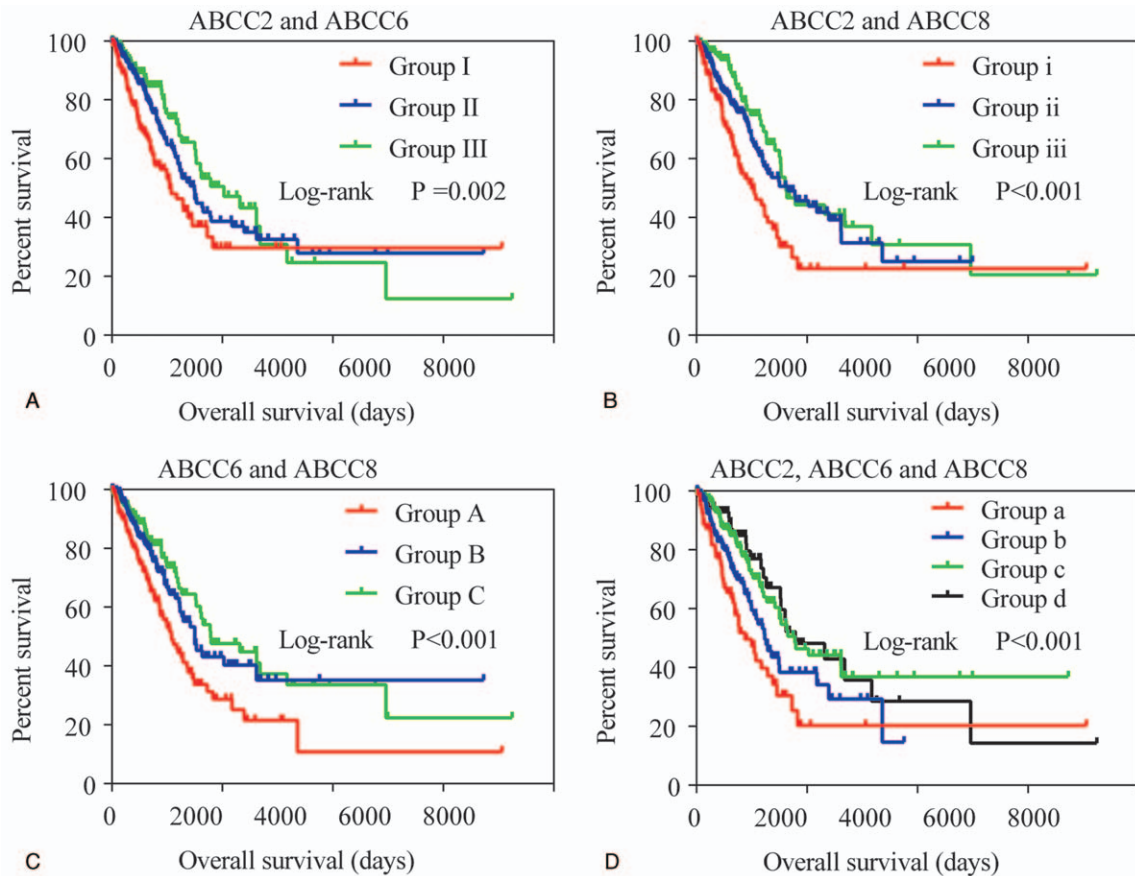 ABCC2 and ABCC6
100
80
60
40
20
0
Percent survival
Group I
Group II
Group III
Log-rank P =0.002
0 2000 4000 6000 8000
Overall survival (days)
A
ABCC2 and ABCC8
100
80
60
40
20
0
Percent survival
Group i
Group ii
Group iii
Log-rank P<0.001
0 2000 4000 6000 8000
Overall survival (days)
B
ABCC6 and ABCC8
100
80
60
40
20
0
Percent survival
Group A
Group B
Group C
Log-rank P<0.001
0 2000 4000 6000 8000
Overall survival (days)
C
ABCC2, ABCC6 and ABCC8
100
80
60
40
20
0
Percent survival
Group a
Group b
Group c
Group d
Log-rank P<0.001
0 2000 4000 6000 8000
Overall survival (days)
D